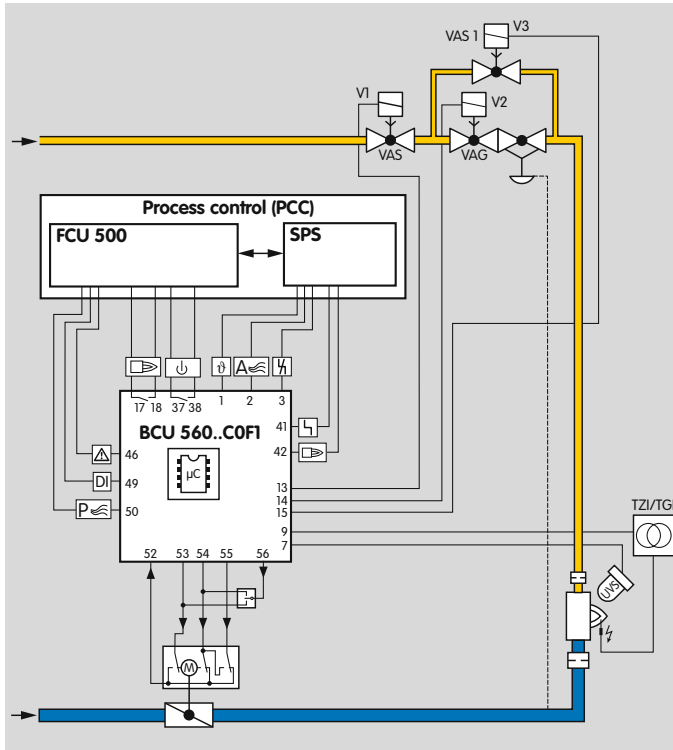 VAS 1
V3
V1
V2
VAS
VAG
Process control (PCC)
FCU 500
SPS
ϑ
A
17 18 37 38 1 2 3
BCU 560..C0F1
µC
41
42
46
DI 49
P 50
13
14
15
9
7
TZI/TGI
52 53 54 55 56
UVS
M